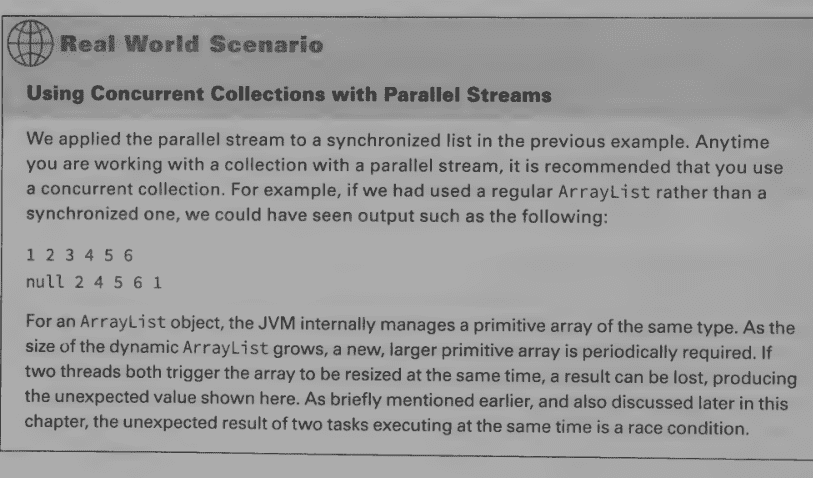 Real World Scenario
Using Concurrent Collections with Parallel Streams
We applied the parallel stream to a synchronized list in the previous example. Anytime
you are working with a collection with a parallel stream, it is recommended that you use
a concurrent collection. For example, if we had used a regular ArrayList rather than a
synchronized one, we could have seen output such as the following:
1 2 3 4 5 6
null 2 4 5 6 1
For an ArrayList object, the JVM internally manages a primitive array of the same type. As the
size of the dynamic ArrayList grows, a new, larger primitive array is periodically required. If
two threads both trigger the array to be resized at the same time, a result can be lost, producing
the unexpected value shown here. As briefly mentioned earlier, and also discussed later in this
chapter, the unexpected result of two tasks executing at the same time is a race condition.